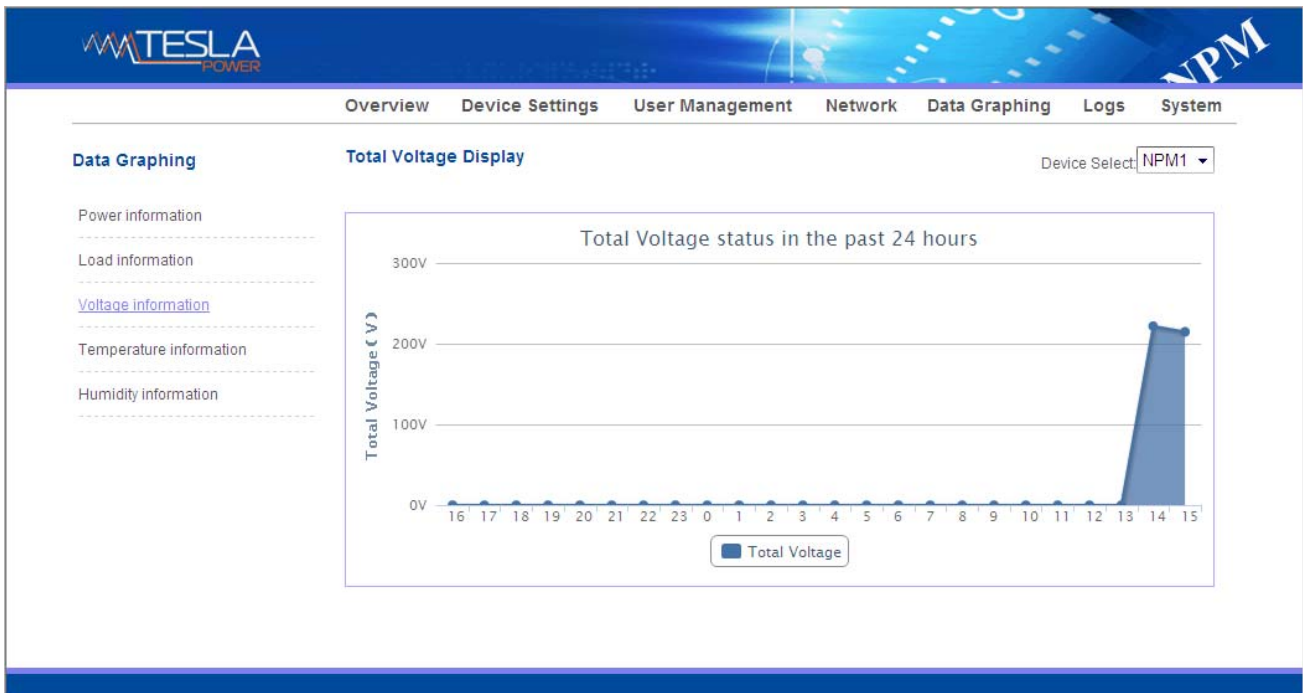 TESLA
POWER
NPM
Overview Device Settings User Management Network Data Graphing Logs System
Data Graphing
Total Voltage Display
Device Select: NPM1
Power information
Load information
Voltage information
Temperature information
Humidity information
Total Voltage status in the past 24 hours
Total Voltage ( V)
300V
200V
100V
0V
16 17 18 19 20 21 22 23 0 1 2 3 4 5 6 7 8 9 10 11 12 13 14 15
Total Voltage